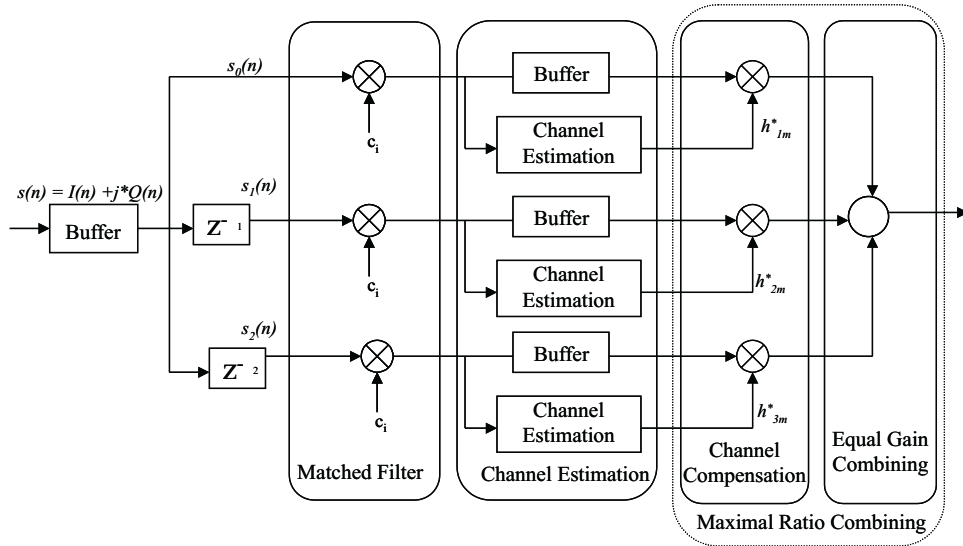 s₀(n)
Buffer
Channel
Estimation
h*₁ₘ
cᵢ
s(n) = I(n) +j*Q(n)
Buffer
s₁(n)
Z⁻ 1
Buffer
Channel
Estimation
h*₂ₘ
cᵢ
s₂(n)
Z⁻ 2
Buffer
Channel
Estimation
h*₃ₘ
cᵢ
Matched Filter
Channel Estimation
Channel
Compensation
Equal Gain
Combining
Maximal Ratio Combining